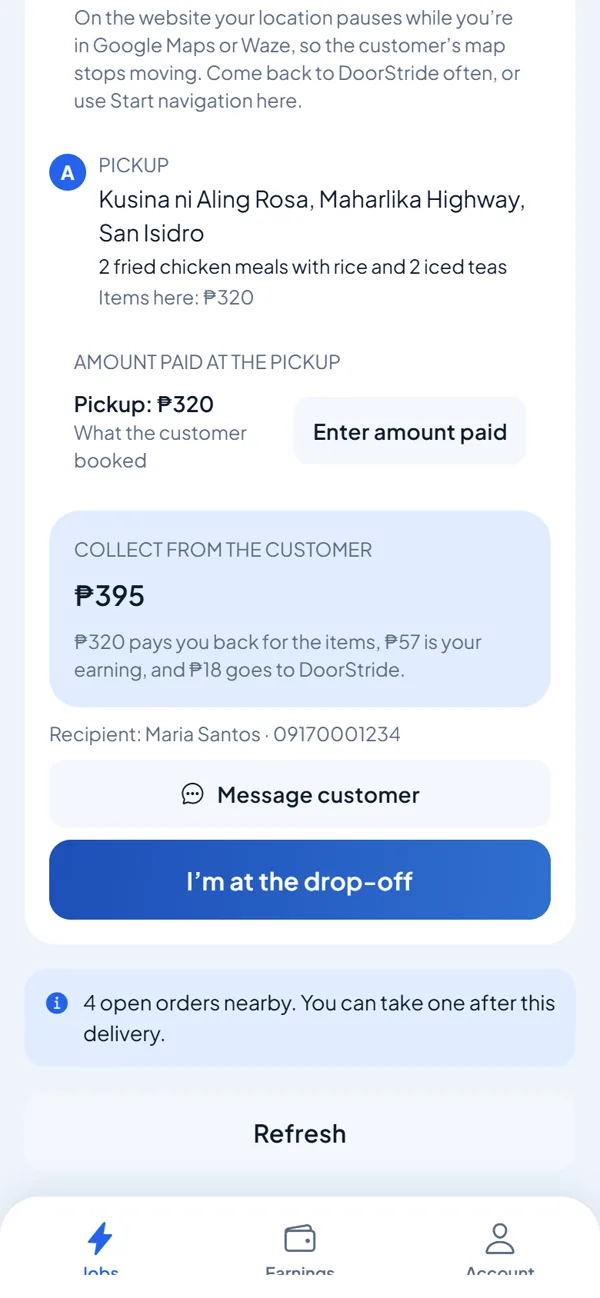 On the website your location pauses while you’re
in Google Maps or Waze, so the customer’s map
stops moving. Come back to DoorStride often, or
use Start navigation here.
A
PICKUP
Kusina ni Aling Rosa, Maharlika Highway,
San Isidro
2 fried chicken meals with rice and 2 iced teas
Items here: ₱320
AMOUNT PAID AT THE PICKUP
Pickup: ₱320
What the customer
booked
Enter amount paid
COLLECT FROM THE CUSTOMER
₱395
₱320 pays you back for the items, ₱57 is your
earning, and ₱18 goes to DoorStride.
Recipient: Maria Santos · 09170001234
Message customer
I’m at the drop-off
4 open orders nearby. You can take one after this
delivery.
Refresh
Jobs
Earnings
Account